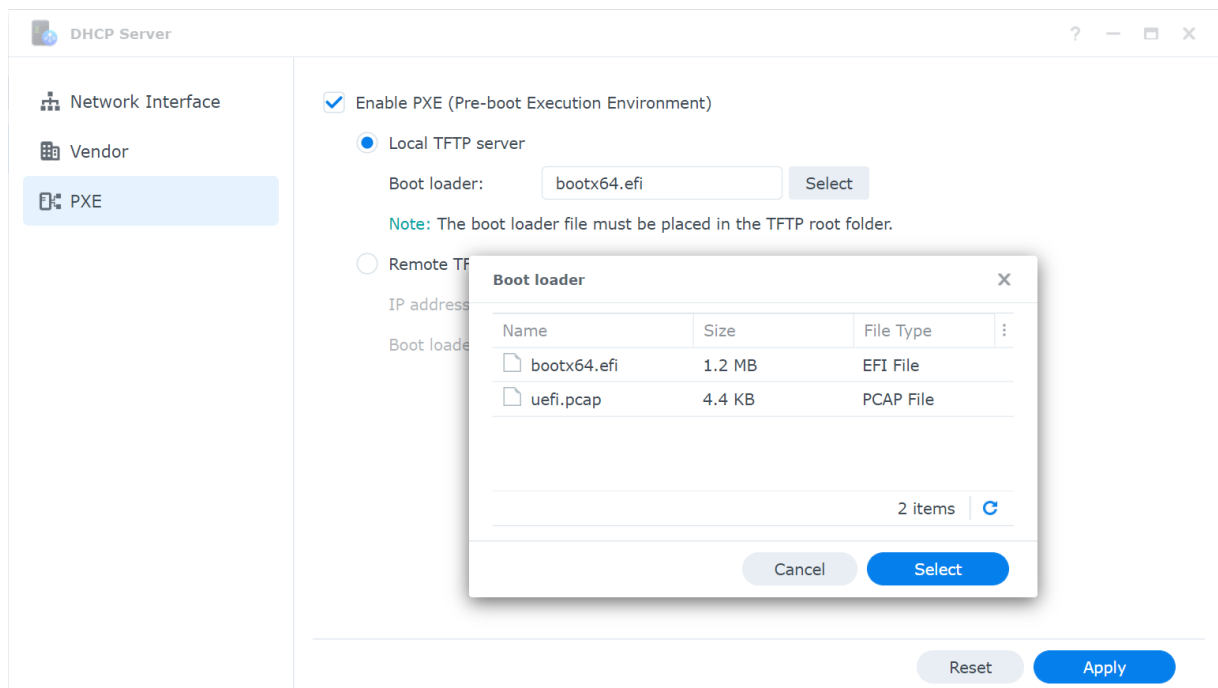 DHCP Server
?
Network Interface
Vendor
PXE
Enable PXE (Pre-boot Execution Environment)
Local TFTP server
Boot loader: bootx64.efi Select
Note: The boot loader file must be placed in the TFTP root folder.
Remote TF
IP address
Boot loade
Boot loader
Name Size File Type
bootx64.efi 1.2 MB EFI File
uefi.pcap 4.4 KB PCAP File
2 items
Cancel Select
Reset Apply